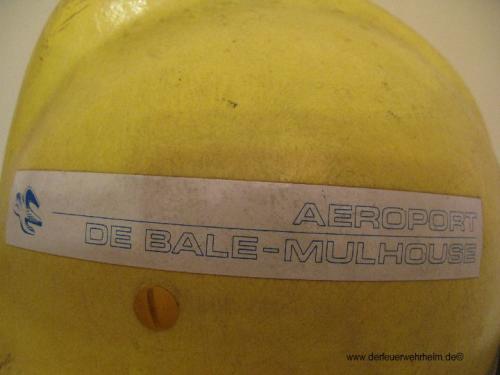 AEROPORT
DE BALE-MULHOUSE
www.derfeuerwehrhelm.de©